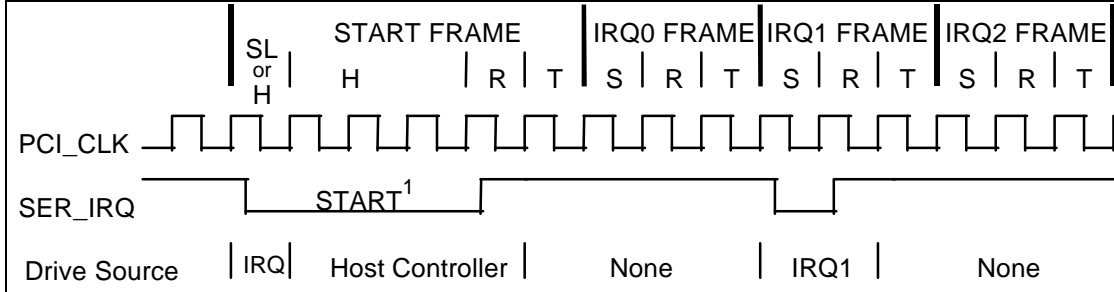 START FRAME IRQ0 FRAME IRQ1 FRAME IRQ2 FRAME
SL
or
H
H R T S R T S R T S R T
PCI_CLK
SER_IRQ START1
Drive Source IRQ Host Controller None IRQ1 None